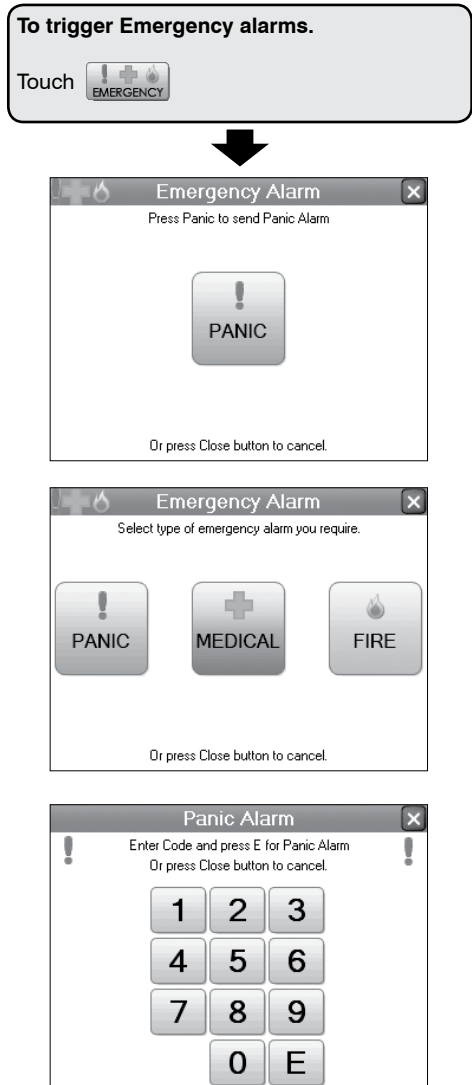 To trigger Emergency alarms.
Touch EMERGENCY
Emergency Alarm
Press Panic to send Panic Alarm
PANIC
Or press Close button to cancel.
Emergency Alarm
Select type of emergency alarm you require.
PANIC MEDICAL FIRE
Or press Close button to cancel.
Panic Alarm
Enter Code and press E for Panic Alarm
Or press Close button to cancel.
1 2 3
4 5 6
7 8 9
0 E